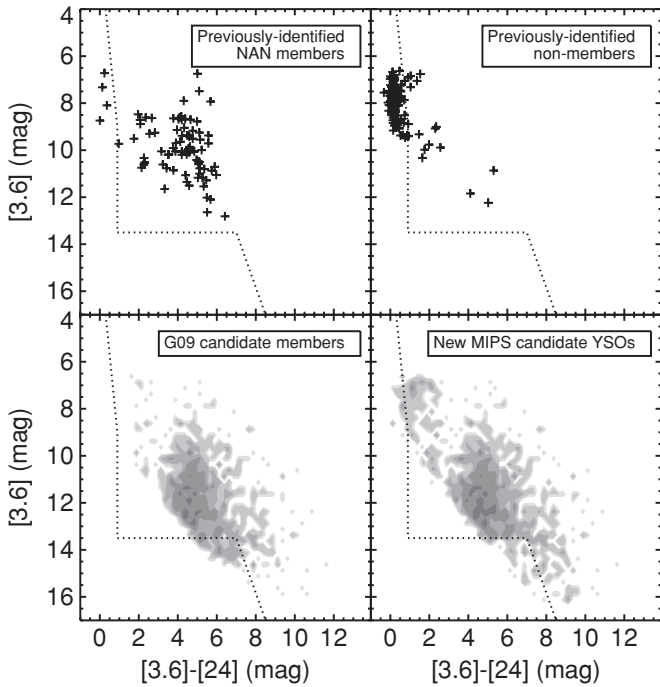 Previously-identified
NAN members
Previously-identified
non-members
[3.6] (mag)
4
6
8
10
12
14
16
G09 candidate members
New MIPS candidate YSOs
[3.6] (mag)
4
6
8
10
12
14
16
0 2 4 6 8 10 12
0 2 4 6 8 10 12
[3.6]-[24] (mag)
[3.6]-[24] (mag)